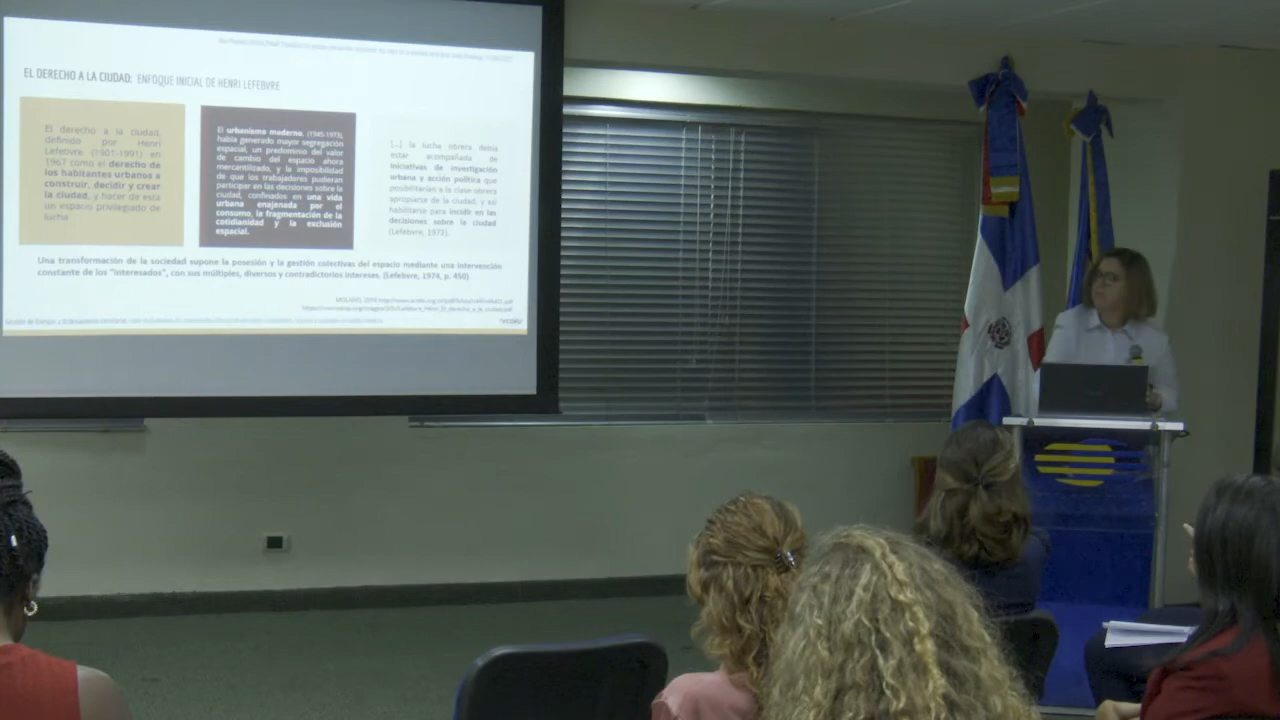 EL DERECHO A LA CIUDAD: ENFOQUE INICIAL DE HENRI LEFEBVRE
El derecho a la ciudad,
definido por Henri
Lefebvre (1901-1991) en
1967 como el derecho de
los habitantes urbanos a
construir, decidir y crear
la ciudad, y hacer de esta
un espacio privilegiado de
lucha
El urbanismo moderno, (1945-1973),
había generado mayor segregación
espacial, un predominio del valor
de cambio del espacio ahora
mercantilizado, y la imposibilidad
de que los trabajadores pudieran
participar en las decisiones sobre la
ciudad, confinados en una vida
urbana enajenada por el
consumo, la fragmentación de la
cotidianidad y la exclusión
espacial.
[...] la lucha obrera debía
estar acompañada de
iniciativas de investigación
urbana y acción política que
posibilitarían a la clase obrera
apropiarse de la ciudad, y así
habilitarse para incidir en las
decisiones sobre la ciudad
(Lefebvre, 1972).
Una transformación de la sociedad supone la posesión y la gestión colectivas del espacio mediante una intervención
constante de los "interesados", con sus múltiples, diversos y contradictorios intereses. (Lefebvre, 1974, p. 450)